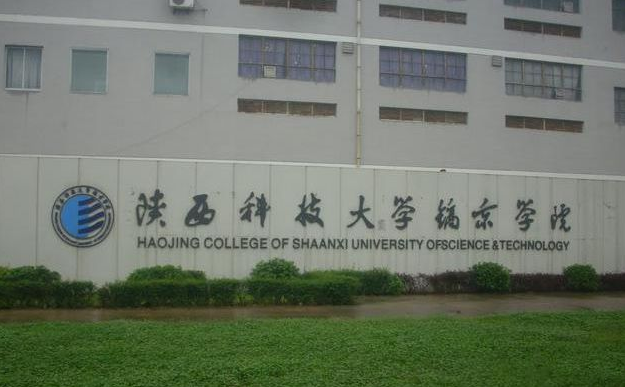 陕西科技大学镐京学院
HAOJING COLLEGE OF SHAANXI UNIVERSITY OFSCIENCE &TECHNOLOGY